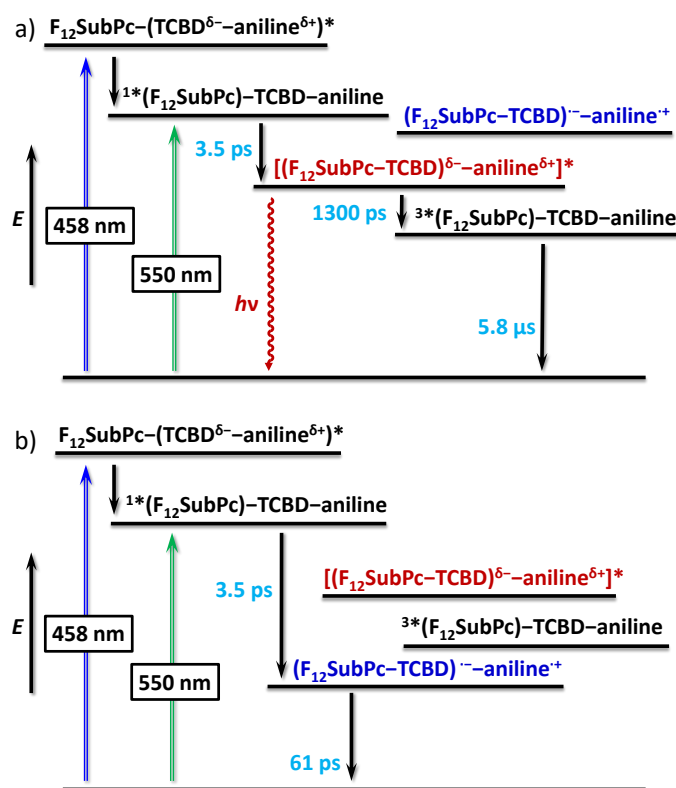 a)
F₁₂SubPc–(TCBDᵟ⁻–anilineᵟ⁺)*
¹*(F₁₂SubPc)–TCBD–aniline
(F₁₂SubPc–TCBD)·⁻–aniline·⁺
3.5 ps
[(F₁₂SubPc–TCBD)ᵟ⁻–anilineᵟ⁺]*
E
1300 ps
³*(F₁₂SubPc)–TCBD–aniline
458 nm
550 nm
hν
5.8 µs
b)
F₁₂SubPc–(TCBDᵟ⁻–anilineᵟ⁺)*
¹*(F₁₂SubPc)–TCBD–aniline
3.5 ps
[(F₁₂SubPc–TCBD)ᵟ⁻–anilineᵟ⁺]*
E
458 nm
³*(F₁₂SubPc)–TCBD–aniline
(F₁₂SubPc–TCBD)·⁻–aniline·⁺
550 nm
61 ps